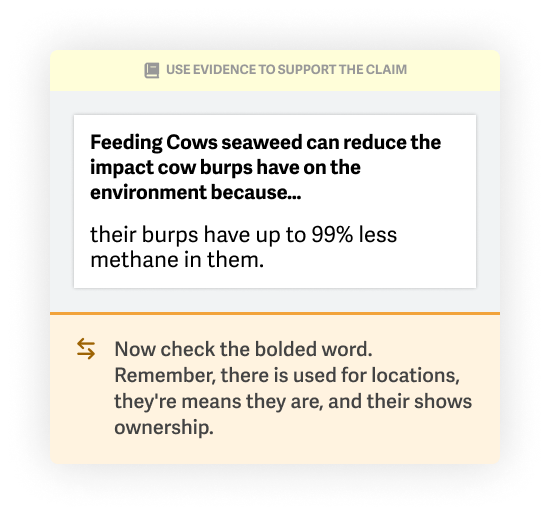 USE EVIDENCE TO SUPPORT THE CLAIM
Feeding Cows seaweed can reduce the
impact cow burps have on the
environment because...
their burps have up to 99% less
methane in them.
Now check the bolded word.
Remember, there is used for locations,
they're means they are, and their shows
ownership.